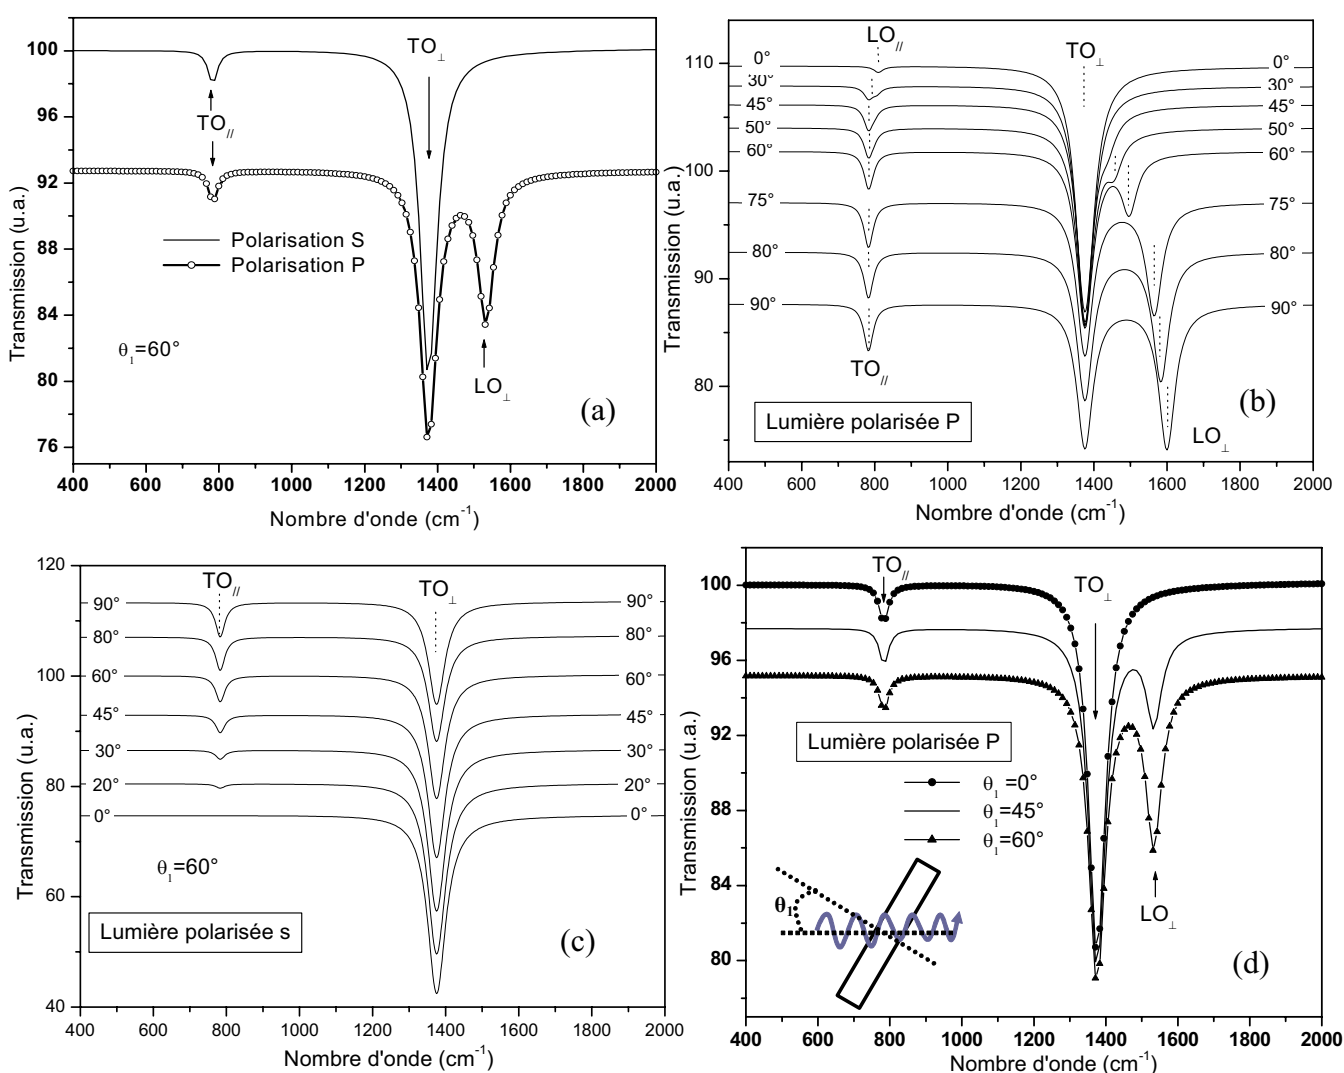 100
96
92
88
84
80
76
Transmission (u.a.)
TO⊥
TO//
Polarisation S
Polarisation P
θ1=60°
LO⊥
(a)
400 600 800 1000 1200 1400 1600 1800 2000
Nombre d'onde (cm-1)
110
100
90
80
Transmission (u.a.)
LO//
TO⊥
0° 0°
30° 30°
45° 45°
50° 50°
60° 60°
75° 75°
80° 80°
90° 90°
TO//
(b)
Lumière polarisée P
LO⊥
400 600 800 1000 1200 1400 1600 1800 2000
Nombre d'onde (cm-1)
120
100
80
60
40
Transmission (u.a.)
TO//
TO⊥
90° 90°
80° 80°
60° 60°
45° 45°
30° 30°
20° 20°
0° 0°
θ1=60°
Lumière polarisée s
(c)
400 600 800 1000 1200 1400 1600 1800 2000
Nombre d'onde (cm-1)
100
96
92
88
84
80
Transmission (u.a.)
TO//
TO⊥
Lumière polarisée P
θ1=0°
θ1=45°
θ1=60°
θ1
LO⊥
(d)
400 600 800 1000 1200 1400 1600 1800 2000
Nombre d'onde (cm-1)